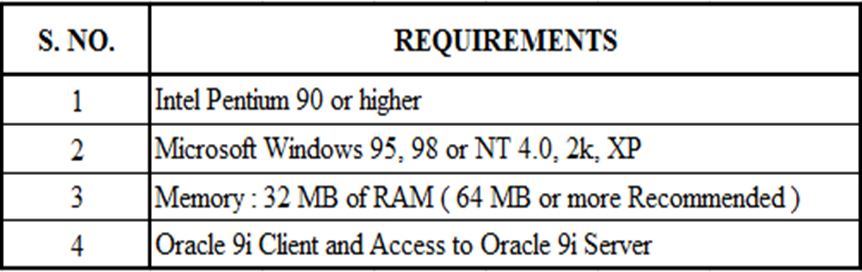 S. NO. REQUIREMENTS
1 Intel Pentium 90 or higher
2 Microsoft Windows 95, 98 or NT 4.0, 2k, XP
3 Memory : 32 MB of RAM ( 64 MB or more Recommended )
4 Oracle 9i Client and Access to Oracle 9i Server